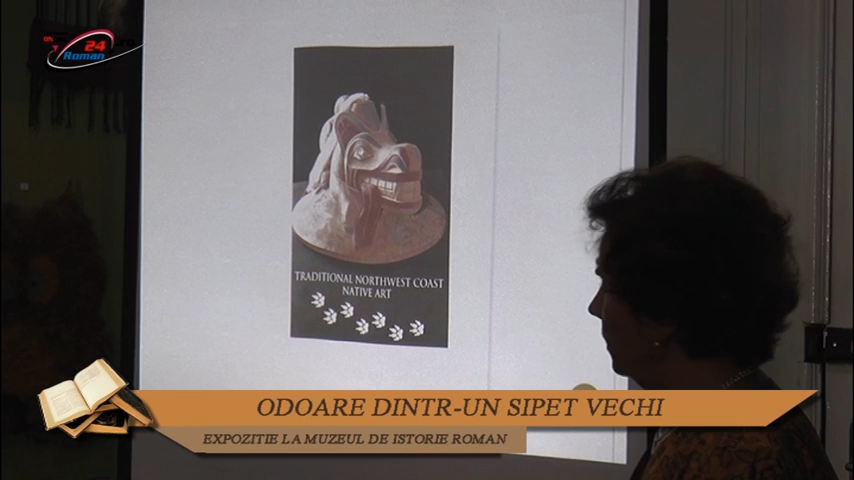 24
Roman
TRADITIONAL NORTHWEST COAST
NATIVE ART
ODOARE DINTR-UN SIPET VECHI
EXPOZITIE LA MUZEUL DE ISTORIE ROMAN